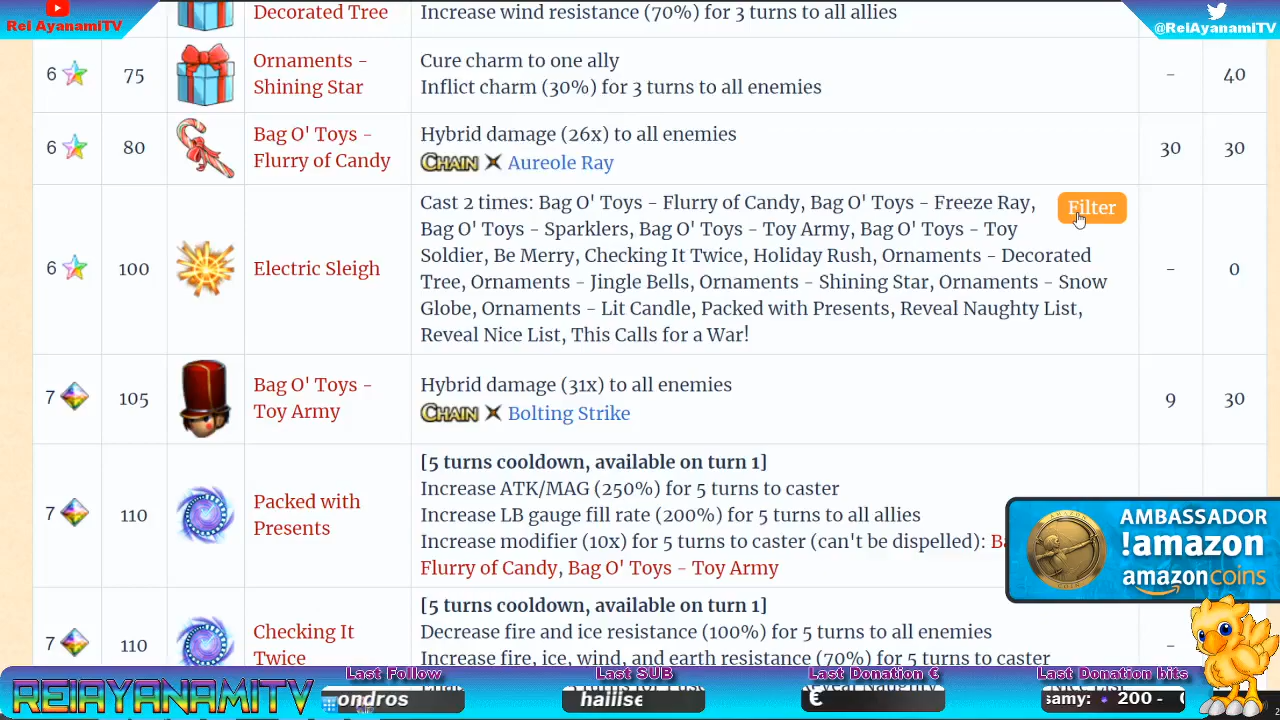 Rei AyanamiTV
@ReiAyanamiTV
Decorated Tree
Increase wind resistance (70%) for 3 turns to all allies
6
75
Ornaments -
Shining Star
Cure charm to one ally
Inflict charm (30%) for 3 turns to all enemies
-
40
6
80
Bag O' Toys -
Flurry of Candy
Hybrid damage (26x) to all enemies
CHAIN Aureole Ray
30
30
6
100
Electric Sleigh
Cast 2 times: Bag O' Toys - Flurry of Candy, Bag O' Toys - Freeze Ray,
Bag O' Toys - Sparklers, Bag O' Toys - Toy Army, Bag O' Toys - Toy
Soldier, Be Merry, Checking It Twice, Holiday Rush, Ornaments - Decorated
Tree, Ornaments - Jingle Bells, Ornaments - Shining Star, Ornaments - Snow
Globe, Ornaments - Lit Candle, Packed with Presents, Reveal Naughty List,
Reveal Nice List, This Calls for a War!
Filter
-
0
7
105
Bag O' Toys -
Toy Army
Hybrid damage (31x) to all enemies
CHAIN Bolting Strike
9
30
7
110
Packed with
Presents
[5 turns cooldown, available on turn 1]
Increase ATK/MAG (250%) for 5 turns to caster
Increase LB gauge fill rate (200%) for 5 turns to all allies
Increase modifier (10x) for 5 turns to caster (can't be dispelled):
Flurry of Candy, Bag O' Toys - Toy Army
AMBASSADOR
!amazon
amazoncoins
7
110
Checking It
Twice
[5 turns cooldown, available on turn 1]
Decrease fire and ice resistance (100%) for 5 turns to all enemies
Increase fire, ice, wind, and earth resistance (70%) for 5 turns to caster
-
REIAYANAMITV
Last Follow
ondros
Last SUB
Last Donation €
€
Last Donation bits
samy: 200 -